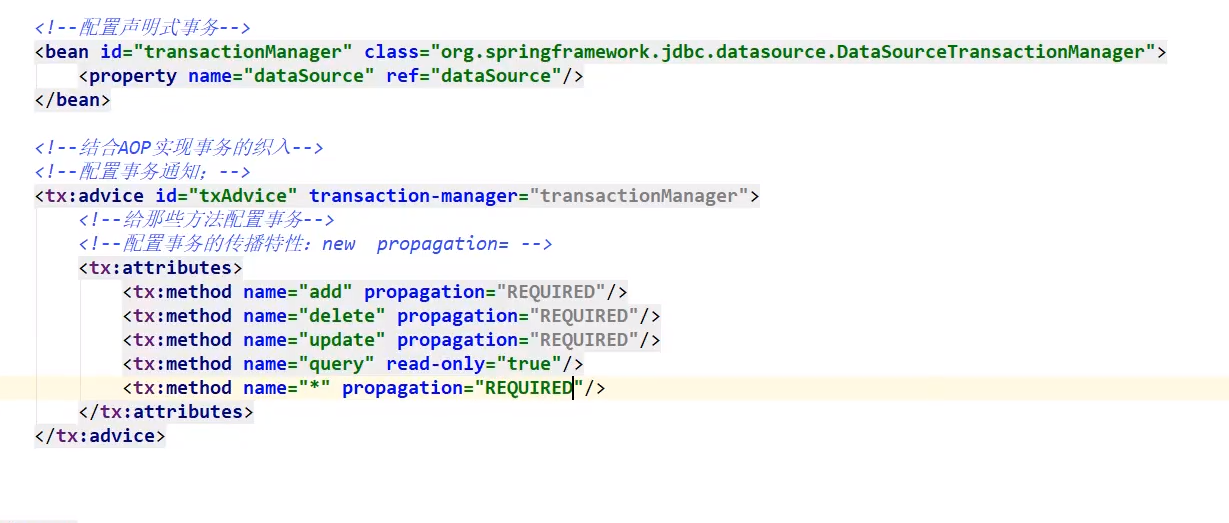 <!--配置声明式事务-->
<bean id="transactionManager" class="org.springframework.jdbc.datasource.DataSourceTransactionManager">
<property name="dataSource" ref="dataSource"/>
</bean>
<!--结合AOP实现事务的织入-->
<!--配置事务通知；-->
<tx:advice id="txAdvice" transaction-manager="transactionManager">
<!--给那些方法配置事务-->
<!--配置事务的传播特性：new  propagation= -->
<tx:attributes>
<tx:method name="add" propagation="REQUIRED"/>
<tx:method name="delete" propagation="REQUIRED"/>
<tx:method name="update" propagation="REQUIRED"/>
<tx:method name="query" read-only="true"/>
<tx:method name="*" propagation="REQUIRED"/>
</tx:attributes>
</tx:advice>